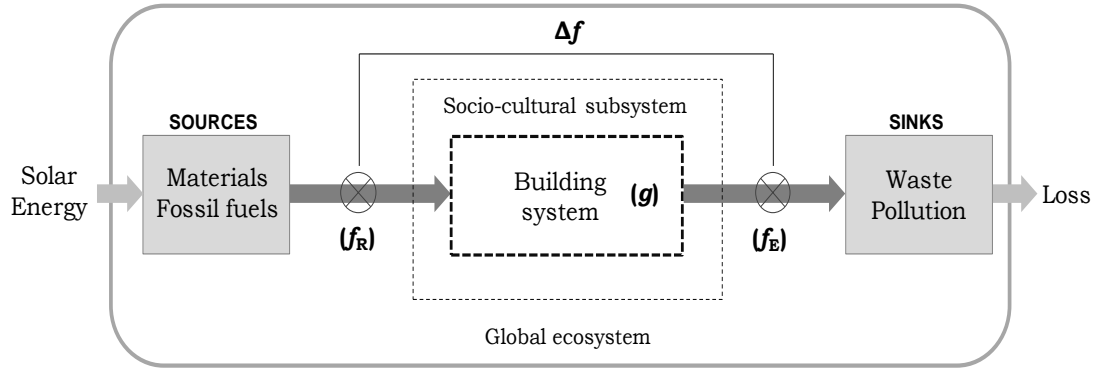 Δf
Socio-cultural subsystem
SOURCES
SINKS
Solar
Energy
Materials
Fossil fuels
(fR)
Building
system
(g)
(fE)
Waste
Pollution
Loss
Global ecosystem